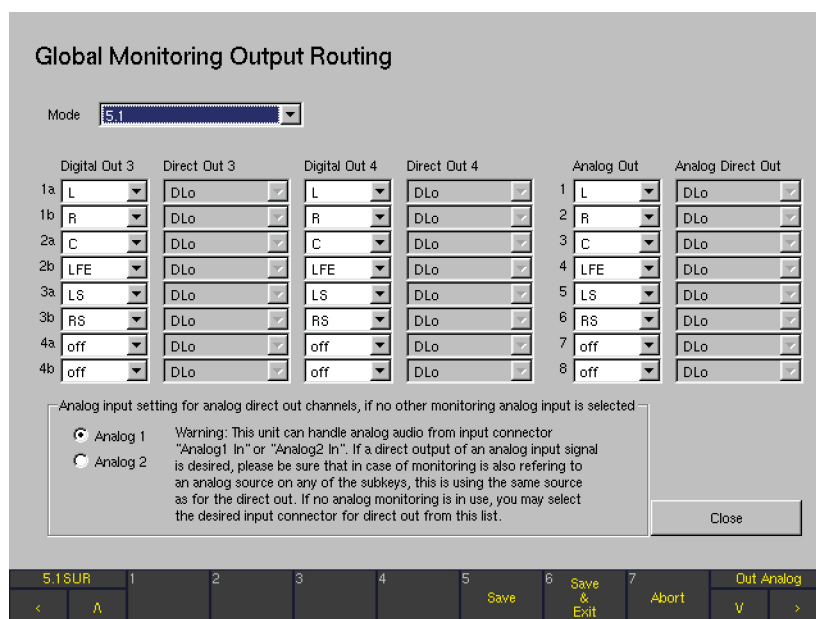 Global Monitoring Output Routing
Mode 5.1
Digital Out 3 Direct Out 3 Digital Out 4 Direct Out 4 Analog Out Analog Direct Out
1a L DLo L DLo 1 L DLo
1b R DLo R DLo 2 R DLo
2a C DLo C DLo 3 C DLo
2b LFE DLo LFE DLo 4 LFE DLo
3a LS DLo LS DLo 5 LS DLo
3b RS DLo RS DLo 6 RS DLo
4a off DLo off DLo 7 off DLo
4b off DLo off DLo 8 off DLo
Analog input setting for analog direct out channels, if no other monitoring analog input is selected
Analog 1
Analog 2
Warning: This unit can handle analog audio from input connector
"Analog1 In" or "Analog2 In". If a direct output of an analog input signal
is desired, please be sure that in case of monitoring is also refering to
an analog source on any of the subkeys, this is using the same source
as for the direct out. If no analog monitoring is in use, you may select
the desired input connector for direct out from this list.
Close
5.1SUR 1 2 3 4 5 Save 6 Save & Exit 7 Abort Out Analog
< Λ V >